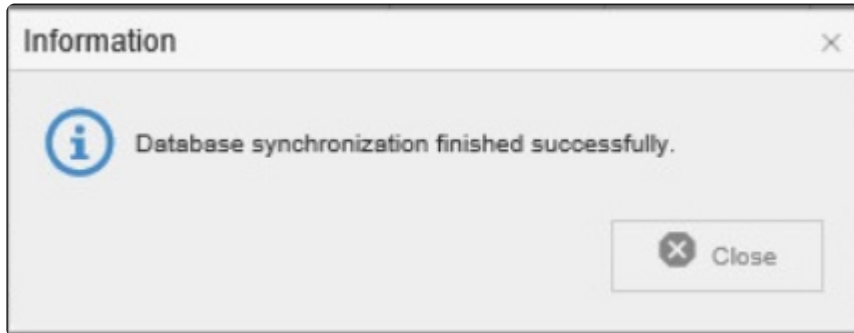 Information
Database synchronization finished successfully.
Close